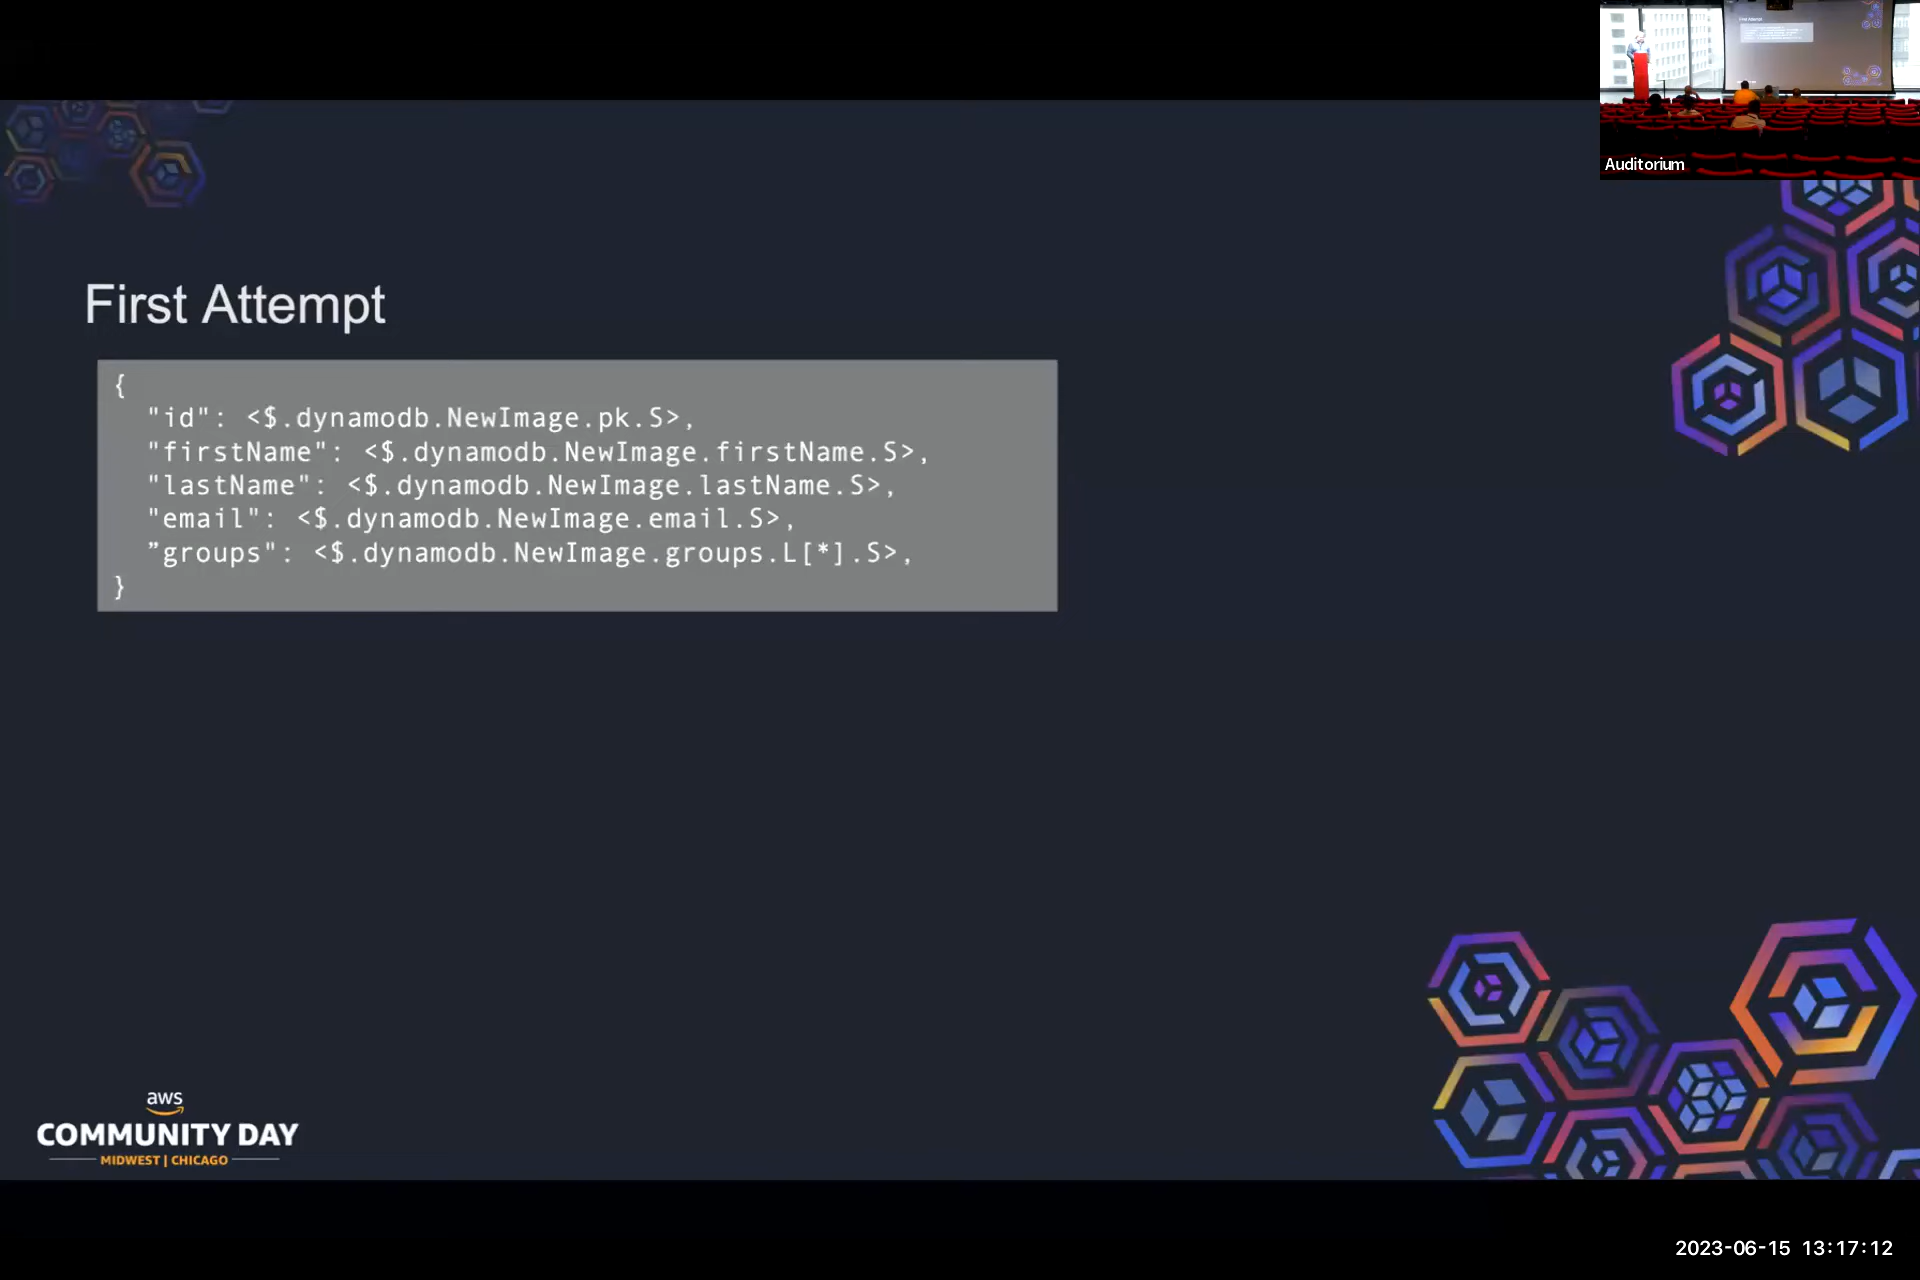 Auditorium
First Attempt
{
"id": <$.dynamodb.NewImage.pk.S>,
"firstName": <$.dynamodb.NewImage.firstName.S>,
"lastName": <$.dynamodb.NewImage.lastName.S>,
"email": <$.dynamodb.NewImage.email.S>,
”groups": <$.dynamodb.NewImage.groups.L[*].S>,
}
aws
COMMUNITY DAY
MIDWEST | CHICAGO
2023-06-15 13:17:12